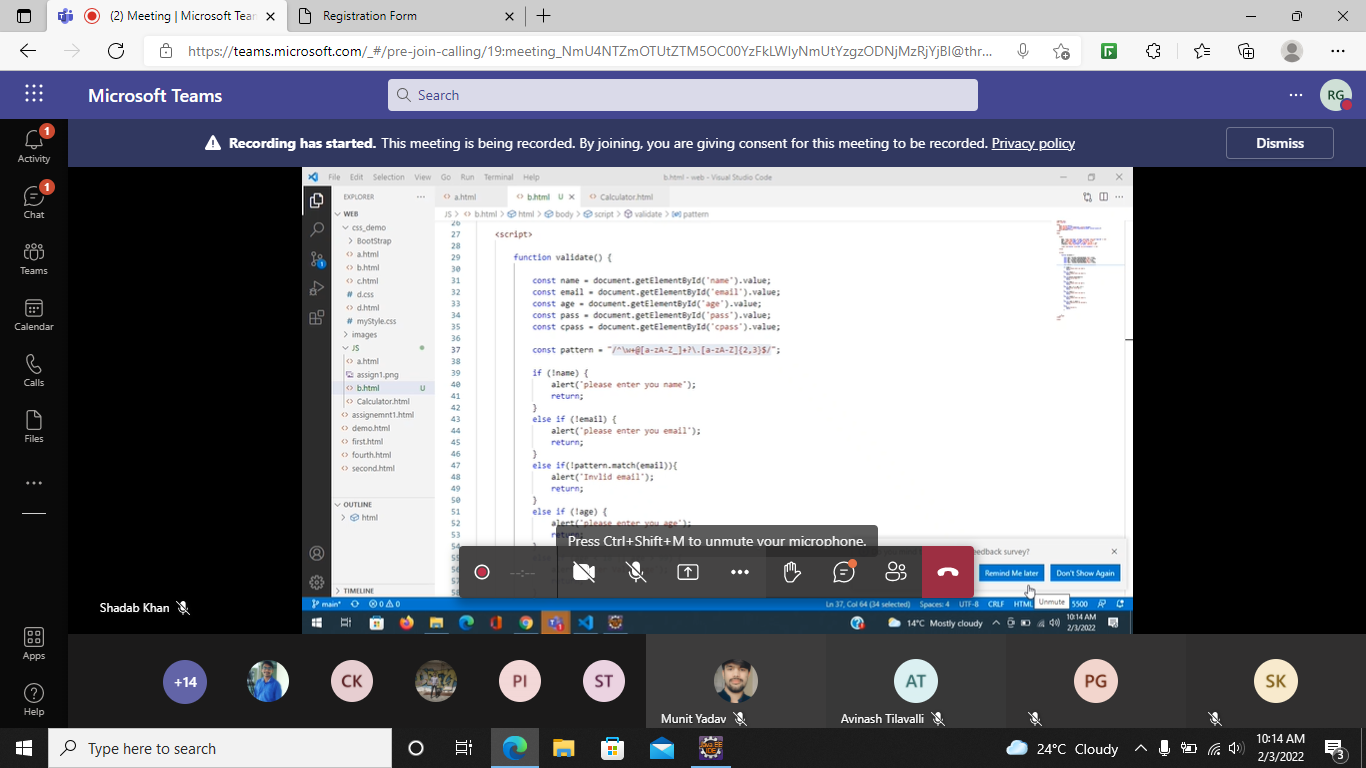 (2) Meeting | Microsoft Tean
Registration Form
https://teams.microsoft.com/_#/pre-join-calling/19:meeting_NmU4NTZmOTUtZTM5OC00YzFkLWIyNmUtYzgzODNjMzRjYjBl@thr...
Microsoft Teams
Search
RG
Recording has started. This meeting is being recorded. By joining, you are giving consent for this meeting to be recorded. Privacy policy
Dismiss
1
Activity
1
Chat
Teams
Calendar
Calls
Files
Apps
Help
File Edit Selection View Go Run Terminal Help
b.html - web - Visual Studio Code
EXPLORER
a.html
b.html U
Calculator.html
JS > b.html > html > body > script > validate > pattern
WEB
css_demo
BootStrap
a.html
b.html
c.html
d.css
d.html
myStyle.css
images
JS
a.html
assign1.png
b.html U
Calculator.html
assignemnt1.html
demo.html
first.html
fourth.html
second.html
OUTLINE
html
TIMELINE
26
27 <script>
28
29 function validate() {
30
31 const name = document.getElementById('name').value;
32 const email = document.getElementById('email').value;
33 const age = document.getElementById('age').value;
34 const pass = document.getElementById('pass').value;
35 const cpass = document.getElementById('cpass').value;
36
37 const pattern = "/^\w+@[a-zA-Z_]+?\.[a-zA-Z]{2,3}$/";
38
39 if (!name) {
40 alert('please enter you name');
41 return;
42 }
43 else if (!email) {
44 alert('please enter you email');
45 return;
46 }
47 else if(!pattern.match(email)){
48 alert('Invlid email');
49 return;
50 }
51 else if (!age) {
52 alert('please enter you age');
53
54
Press Ctrl+Shift+M to unmute your microphone.
--:--
edback survey?
Remind Me later
Don't Show Again
Unmute
main*
0 0
Ln 37, Col 64 (34 selected) Spaces: 4 UTF-8 CRLF HTML 5500
14°C Mostly cloudy
10:14 AM
2/3/2022
Shadab Khan
+14
CK
PI
ST
Munit Yadav
AT
Avinash Tilavalli
PG
SK
Type here to search
24°C Cloudy
10:14 AM
2/3/2022
3